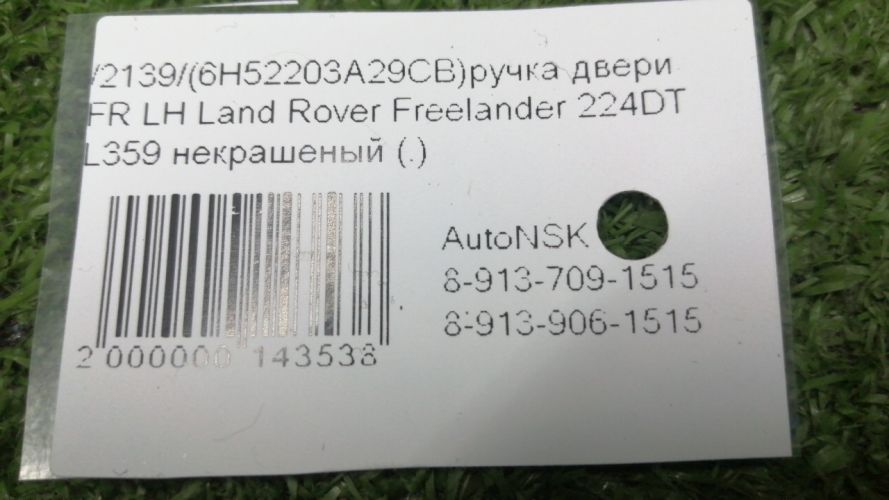 /2139/(6H52203A29CB)ручка двери
FR LH Land Rover Freelander 224DT
L359 некрашеный (.)
AutoNSK
8-913-709-1515
8-913-906-1515
2 000000 143538